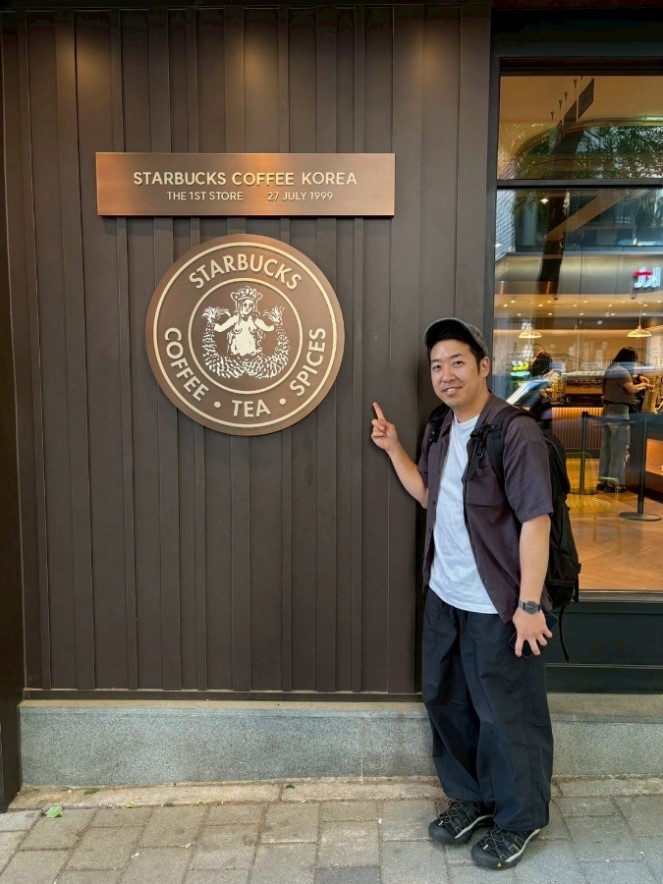 STARBUCKS COFFEE KOREA
THE 1ST STORE 27 JULY 1999
STARBUCKS
COFFEE • TEA • SPICES